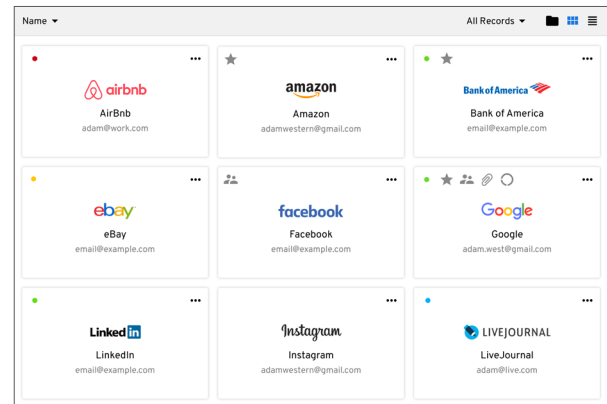 Name
All Records
airbnb
AirBnb
adam@work.com
amazon
Amazon
adamwestern@gmail.com
Bank of America
Bank of America
email@example.com
ebay
eBay
email@example.com
facebook
Facebook
email@example.com
Google
Google
adam.west@gmail.com
Linked in
LinkedIn
email@example.com
Instagram
Instagram
adamwestern@gmail.com
LIVEJOURNAL
LiveJournal
adam@live.com